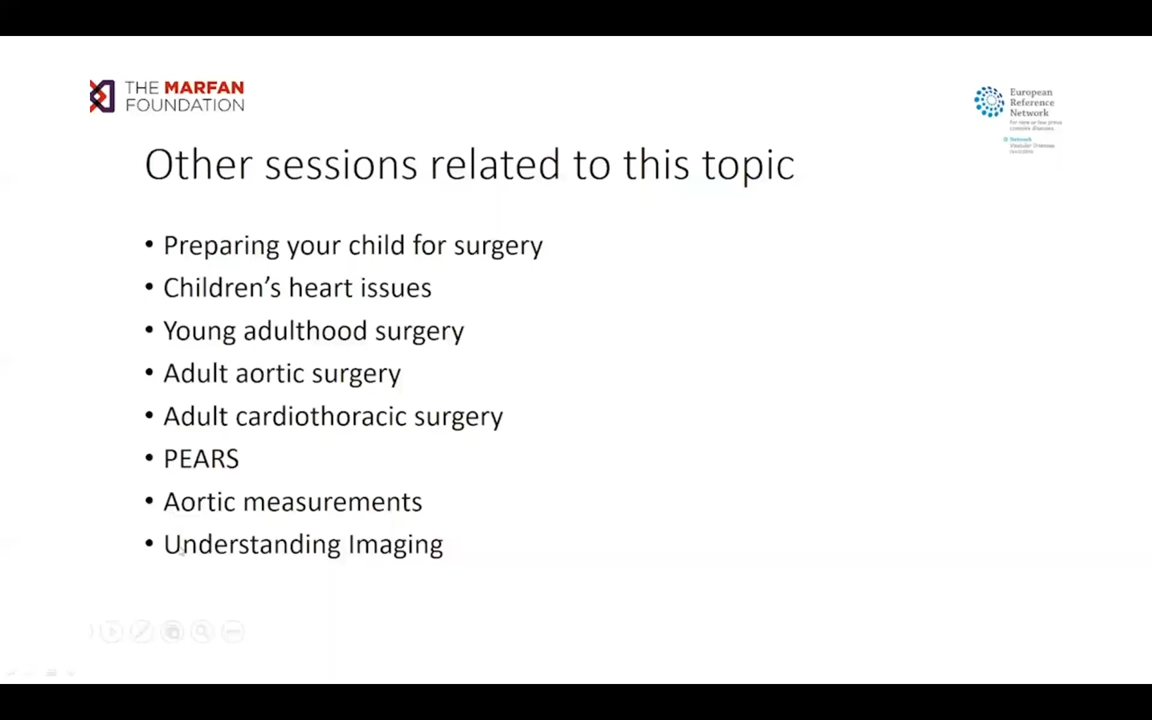 THE MARFAN
FOUNDATION
European
Reference
Network
Other sessions related to this topic
• Preparing your child for surgery
• Children's heart issues
• Young adulthood surgery
• Adult aortic surgery
• Adult cardiothoracic surgery
• PEARS
• Aortic measurements
• Understanding Imaging